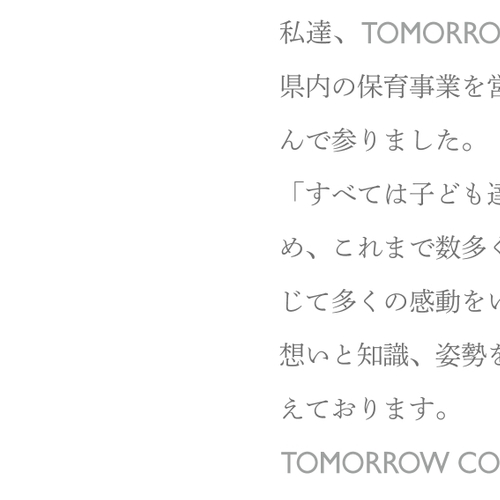 私達、TOMORRO
県内の保育事業を営
んで参りました。
「すべては子ども達
め、これまで数多く
じて多くの感動をい
想いと知識、姿勢を
えております。
TOMORROW CO